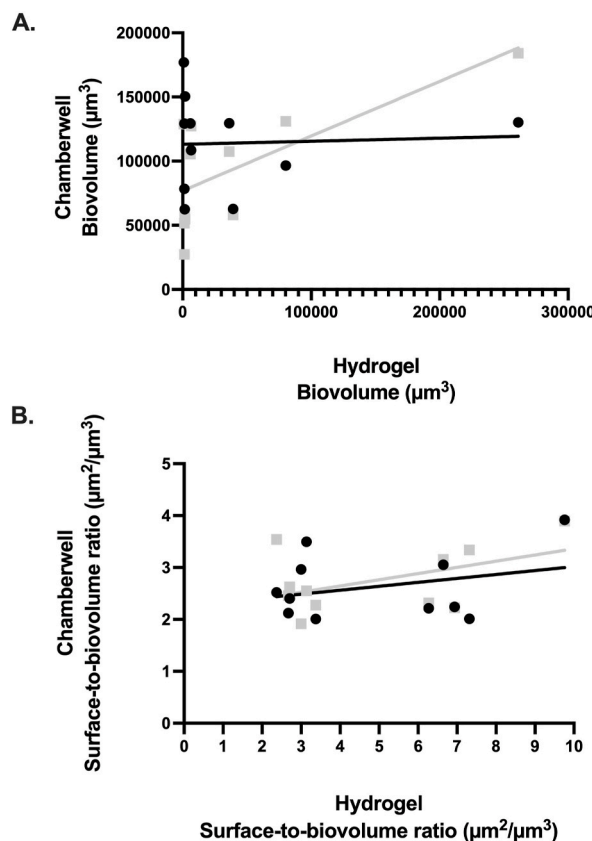 A.
Chamberwell
Biovolume (µm³)
200000
150000
100000
50000
0
0
100000
200000
300000
Hydrogel
Biovolume (µm³)
B.
Chamberwell
Surface-to-biovolume ratio (µm²/µm³)
5
4
3
2
1
0
0 1 2 3 4 5 6 7 8 9 10
Hydrogel
Surface-to-biovolume ratio (µm²/µm³)